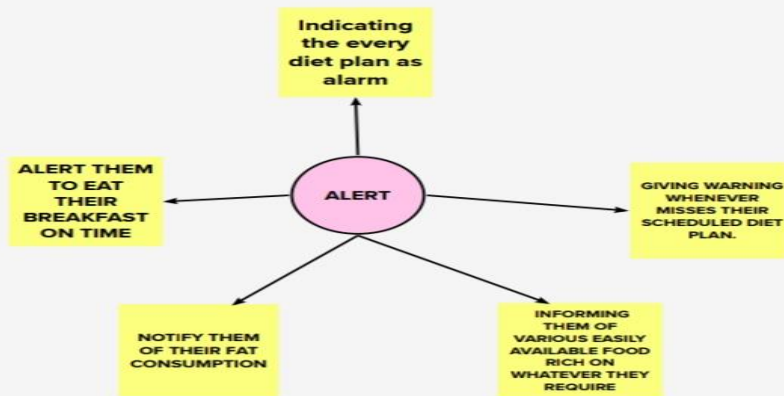 Indicating
the every
diet plan as
alarm
ALERT THEM
TO EAT
THEIR
BREAKFAST
ON TIME
ALERT
GIVING WARNING
WHENEVER
MISSES THEIR
SCHEDULED DIET
PLAN.
NOTIFY THEM
OF THEIR FAT
CONSUMPTION
INFORMING
THEM OF
VARIOUS EASILY
AVAILABLE FOOD
RICH ON
WHATEVER THEY
REQUIRE